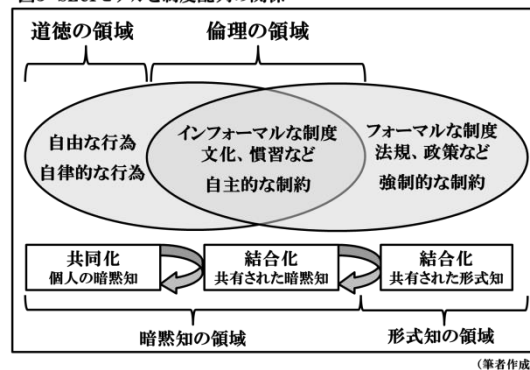 道徳の領域
倫理の領域
自由な行為
自律的な行為
インフォーマルな制度
文化、慣習など
自主的な制約
フォーマルな制度
法規、政策など
強制的な制約
共同化
個人の暗黙知
結合化
共有された暗黙知
結合化
共有された形式知
暗黙知の領域
形式知の領域
(筆者作成